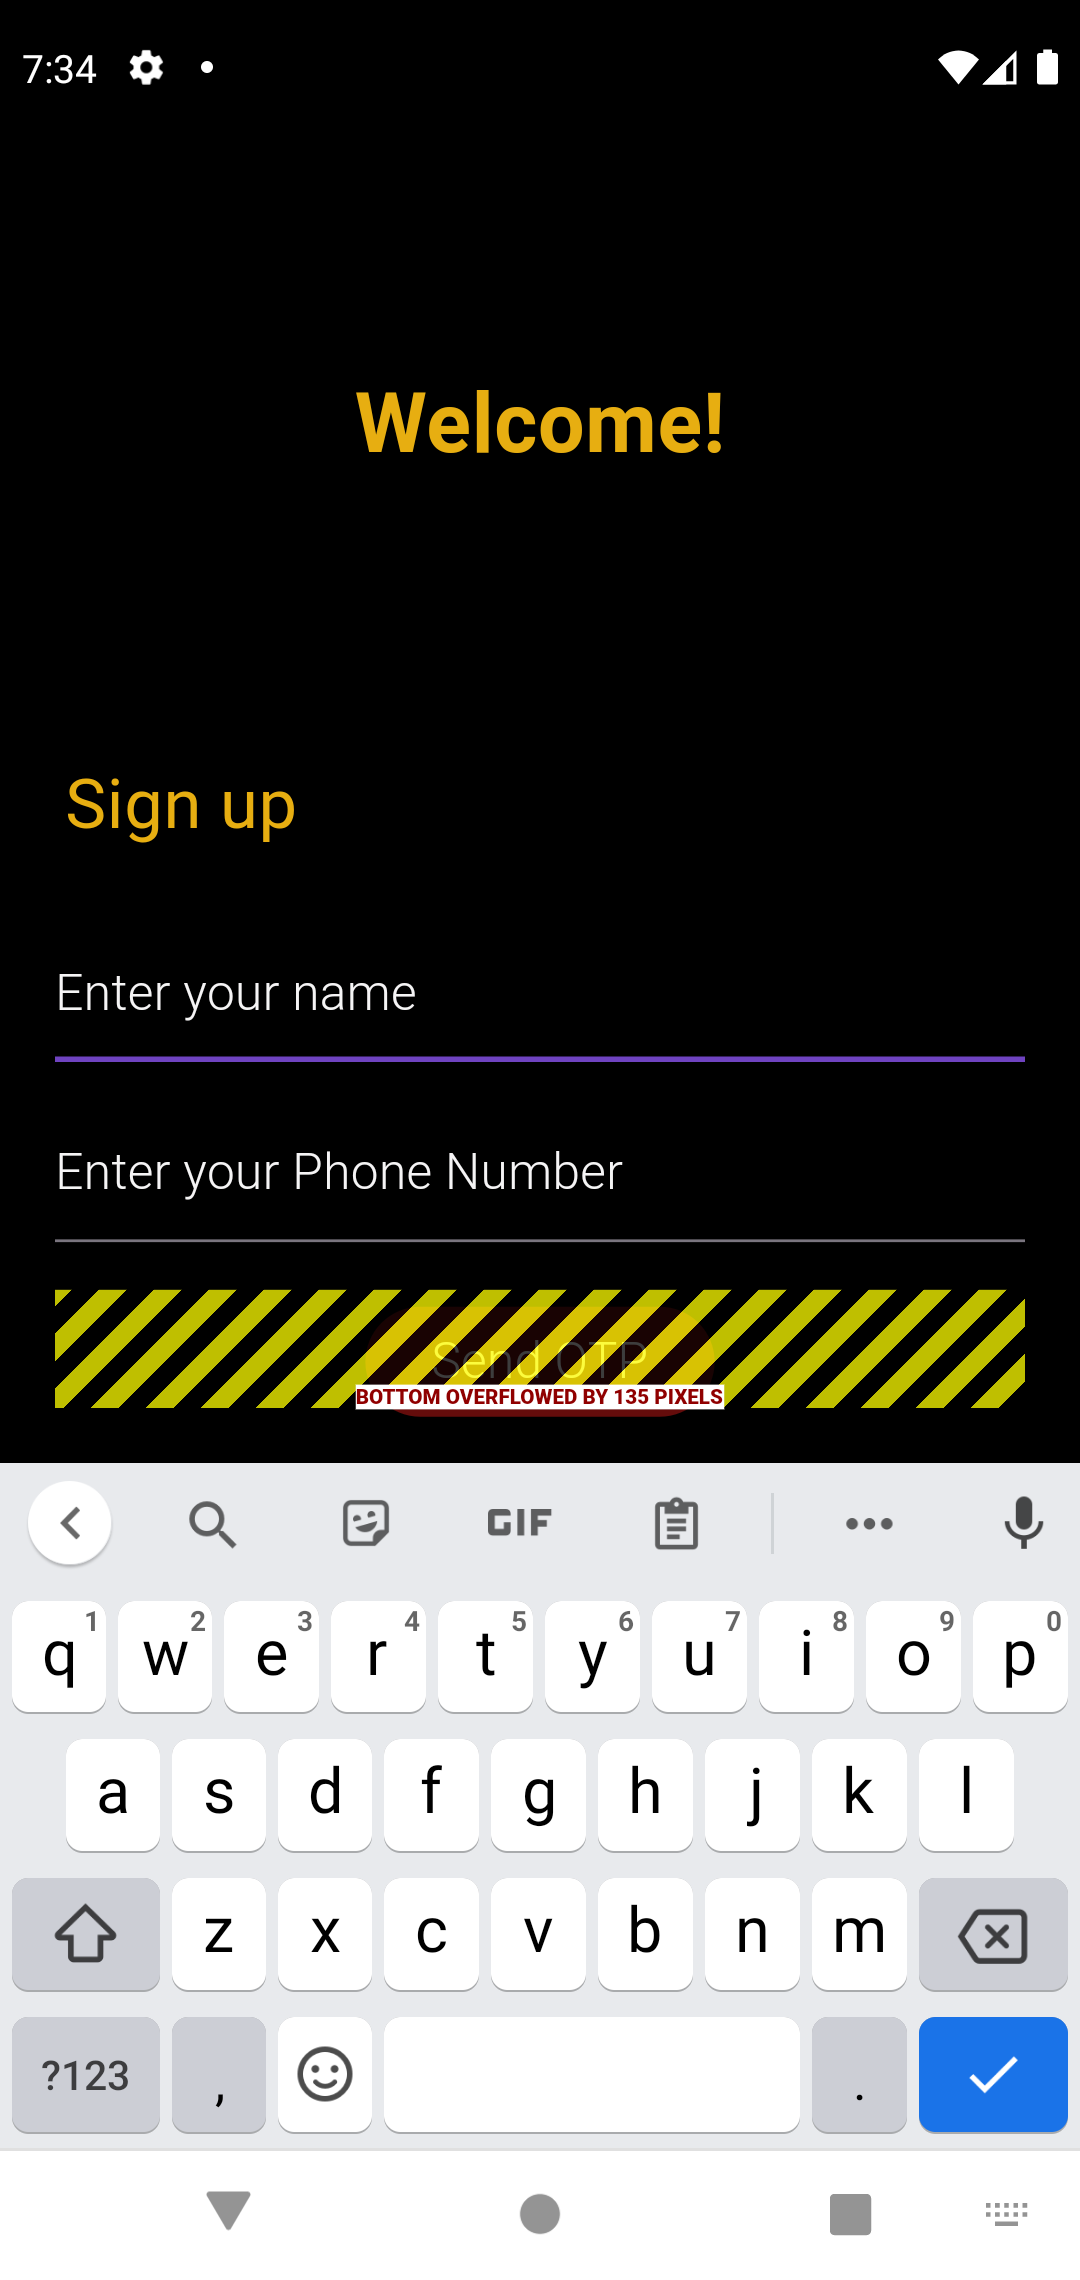 7:34
Welcome!
Sign up
Enter your name
Enter your Phone Number
Send OTP
BOTTOM OVERFLOWED BY 135 PIXELS
GIF
q 1 w 2 e 3 r 4 t 5 y 6 u 7 i 8 o 9 p 0
a s d f g h j k l
z x c v b n m
?123 , .